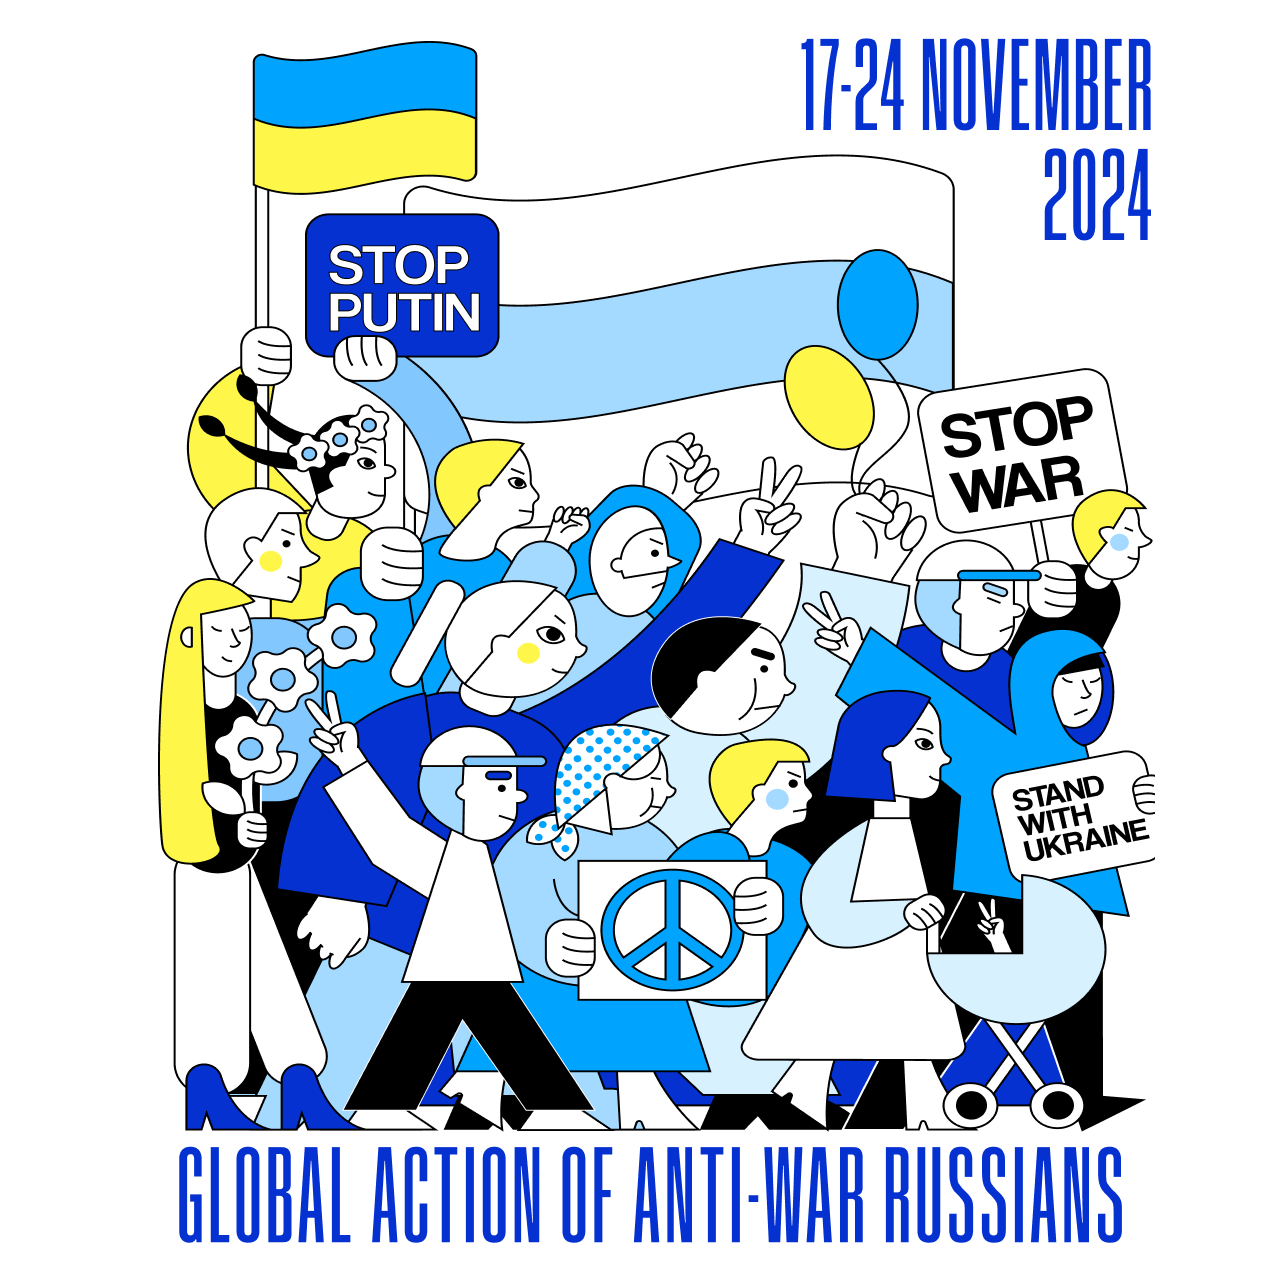 17-24 NOVEMBER
2024
STOP
PUTIN
STOP
WAR
STAND
WITH
UKRAINE
GLOBAL ACTION OF ANTI-WAR RUSSIANS